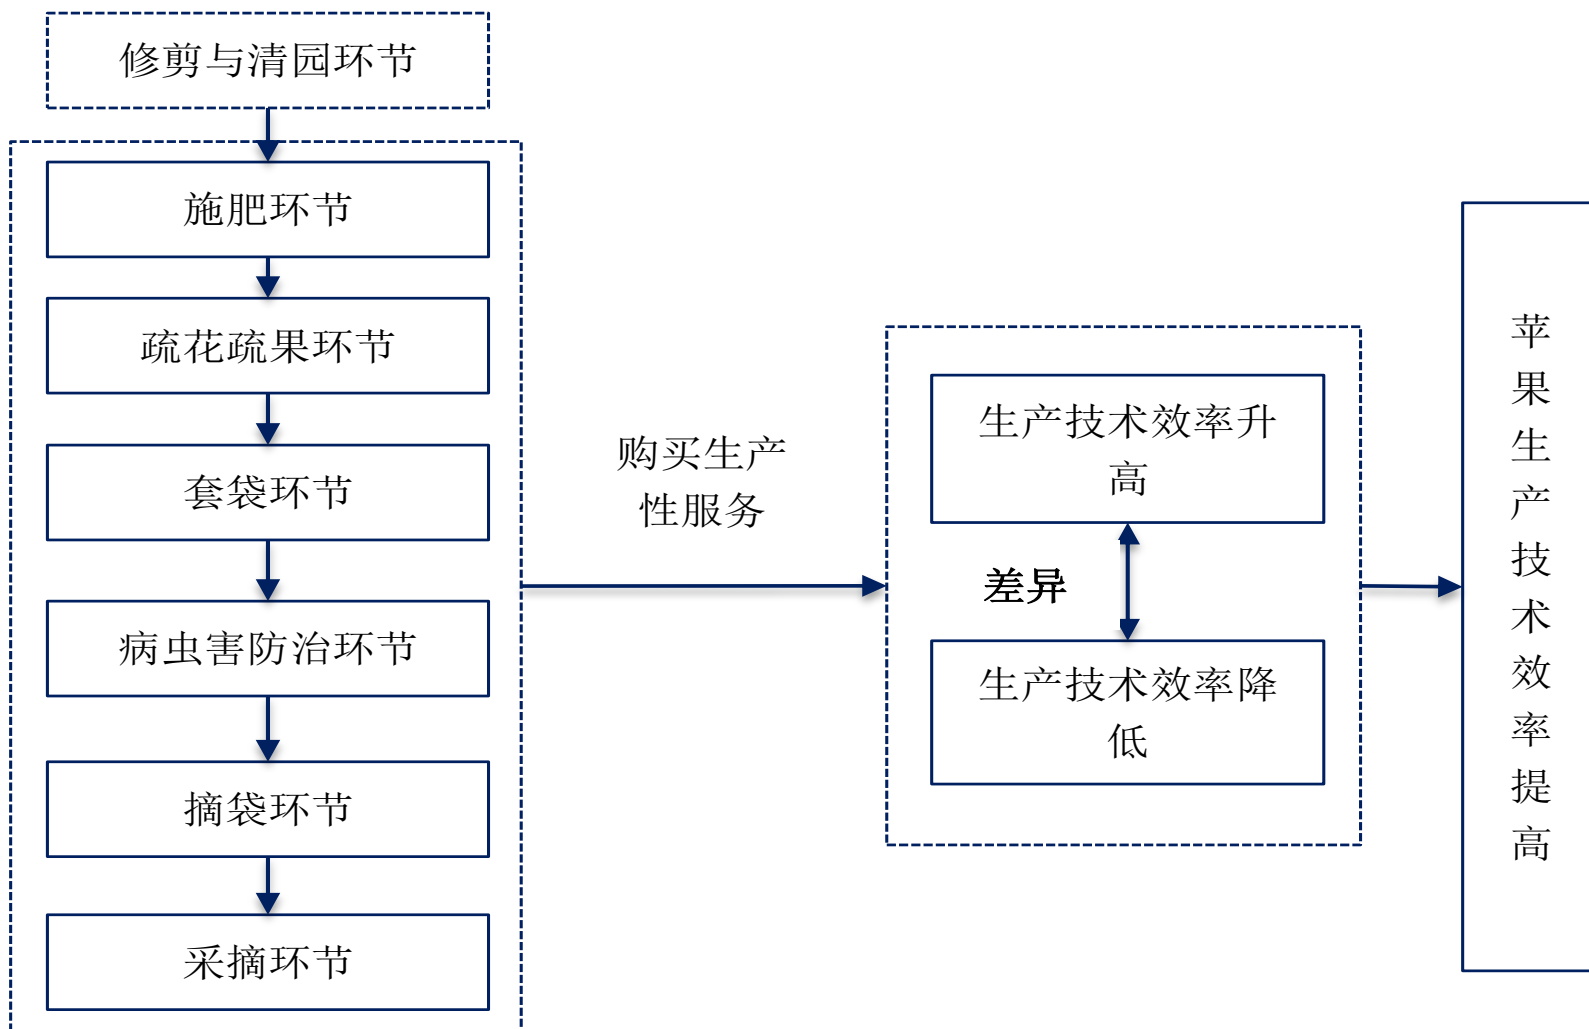 修剪与清园环节
施肥环节
疏花疏果环节
套袋环节
病虫害防治环节
摘袋环节
采摘环节
购买生产
性服务
生产技术效率升
高
差异
生产技术效率降
低
苹果生产技术效率提高